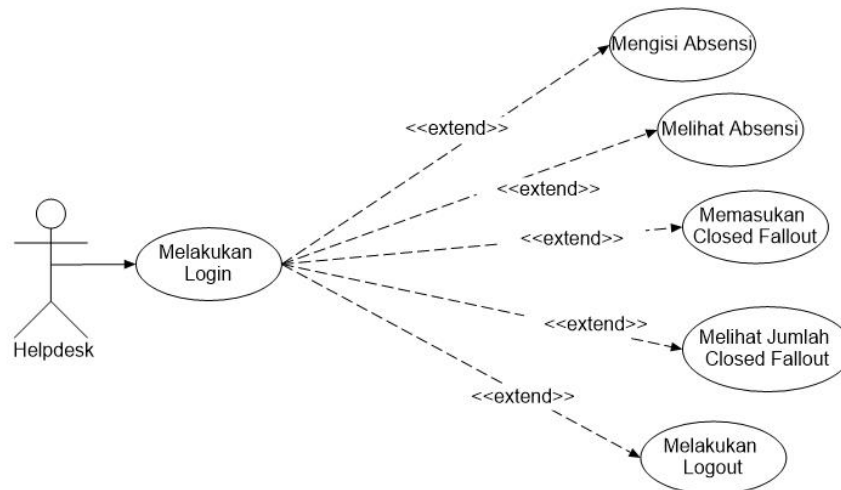 Mengisi Absensi
<<extend>>
Melihat Absensi
<<extend>>
Memasukan
Closed Fallout
<<extend>>
Melakukan
Login
Helpdesk
<<extend>>
Melihat Jumlah
Closed Fallout
<<extend>>
Melakukan
Logout